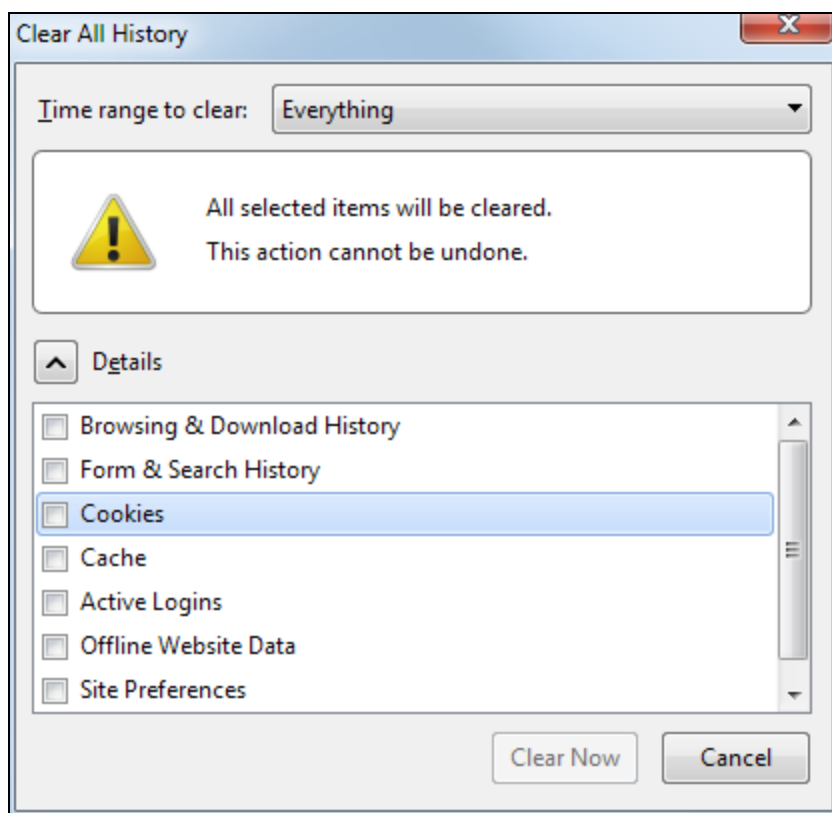 Clear All History
Time range to clear: Everything
All selected items will be cleared.
This action cannot be undone.
Details
Browsing & Download History
Form & Search History
Cookies
Cache
Active Logins
Offline Website Data
Site Preferences
Clear Now Cancel